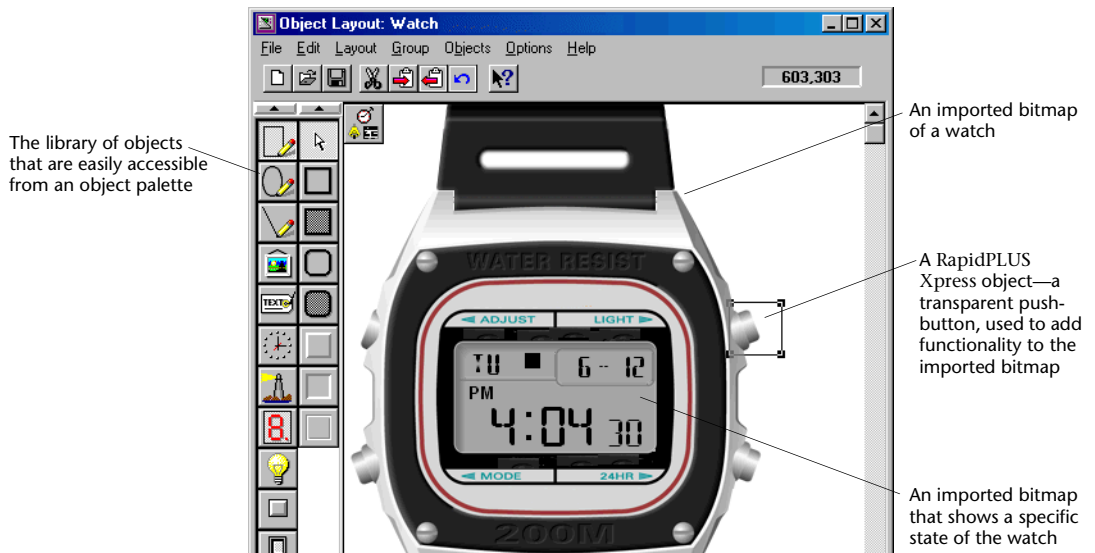 Object Layout: Watch
File Edit Layout Group Objects Options Help
603,303
The library of objects
that are easily accessible
from an object palette
An imported bitmap
of a watch
A RapidPLUS
Xpress object—a
transparent push-
button, used to add
functionality to the
imported bitmap
An imported bitmap
that shows a specific
state of the watch
TEXT
8.
WATER RESIST
ADJUST LIGHT
TU 6 -- 12
PM
4:04 30
MODE 24HR
200M